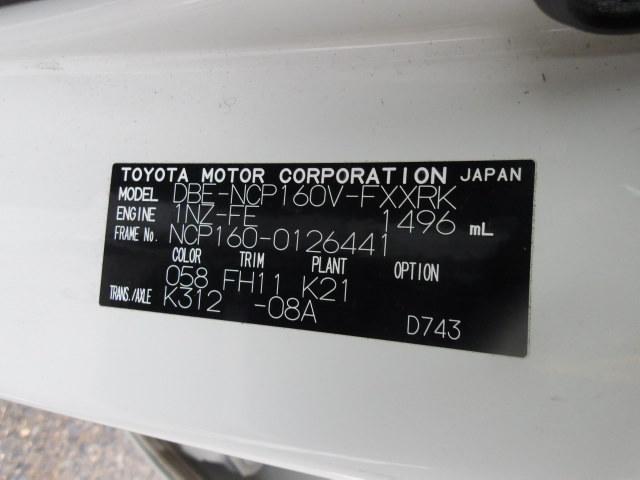 TOYOTA MOTOR CORPORATION JAPAN
MODEL DBE-NCP160V-FXXRK
ENGINE 1NZ-FE 1496 mL
FRAME No. NCP160-0126441
COLOR TRIM PLANT OPTION
058 FH11 K21
TRANS./AXLE K312 -08A
D743